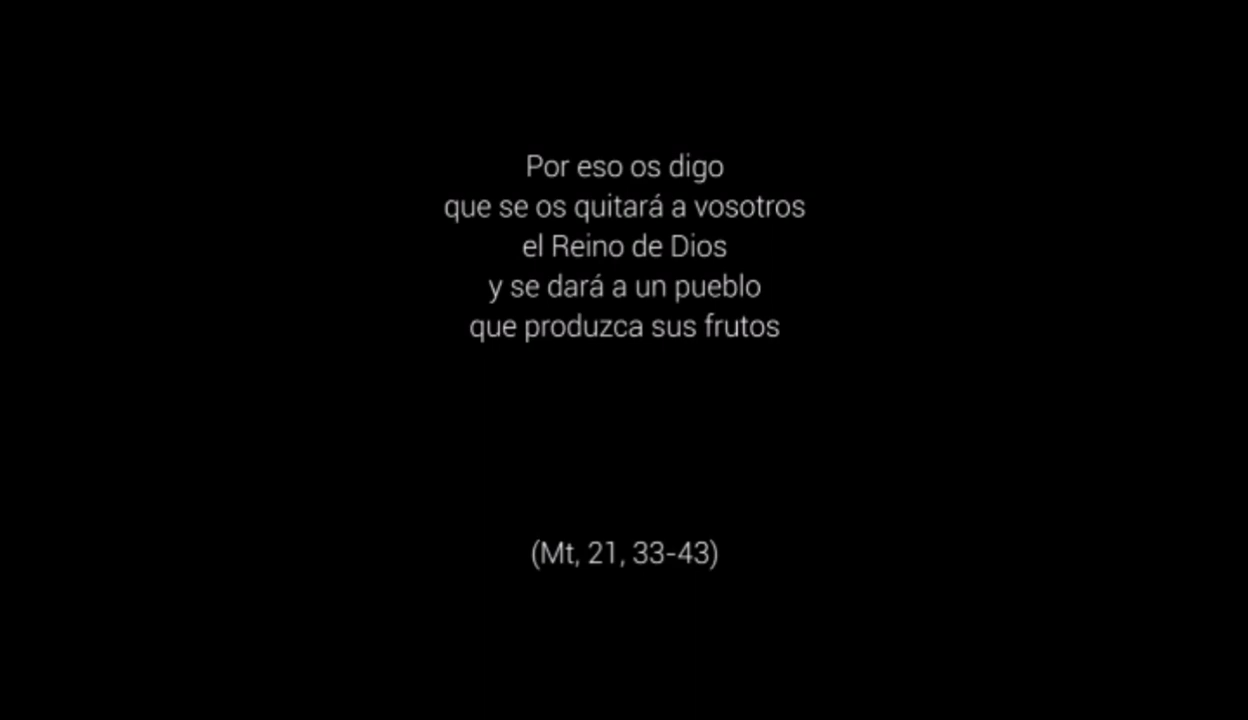 Por eso os digo
que se os quitará a vosotros
el Reino de Dios
y se dará a un pueblo
que produzca sus frutos
(Mt, 21, 33-43)